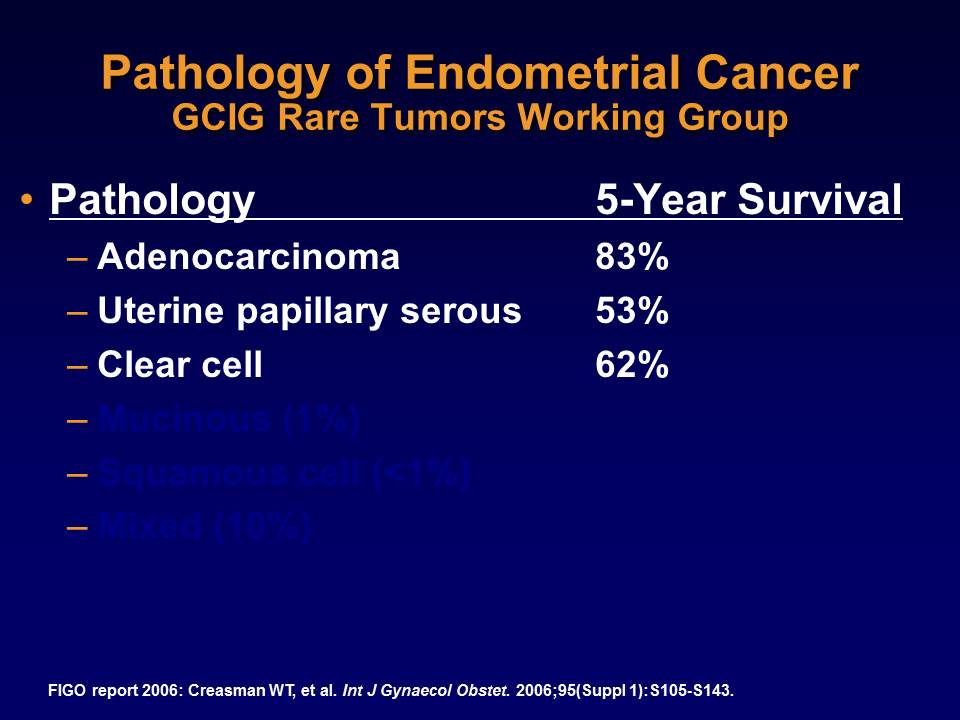 Pathology of Endometrial Cancer
GCIG Rare Tumors Working Group
• Pathology 5-Year Survival
– Adenocarcinoma 83%
– Uterine papillary serous 53%
– Clear cell 62%
– Mucinous (1%)
– Squamous cell (<1%)
– Mixed (10%)
FIGO report 2006: Creasman WT, et al. Int J Gynaecol Obstet. 2006;95(Suppl 1):S105-S143.